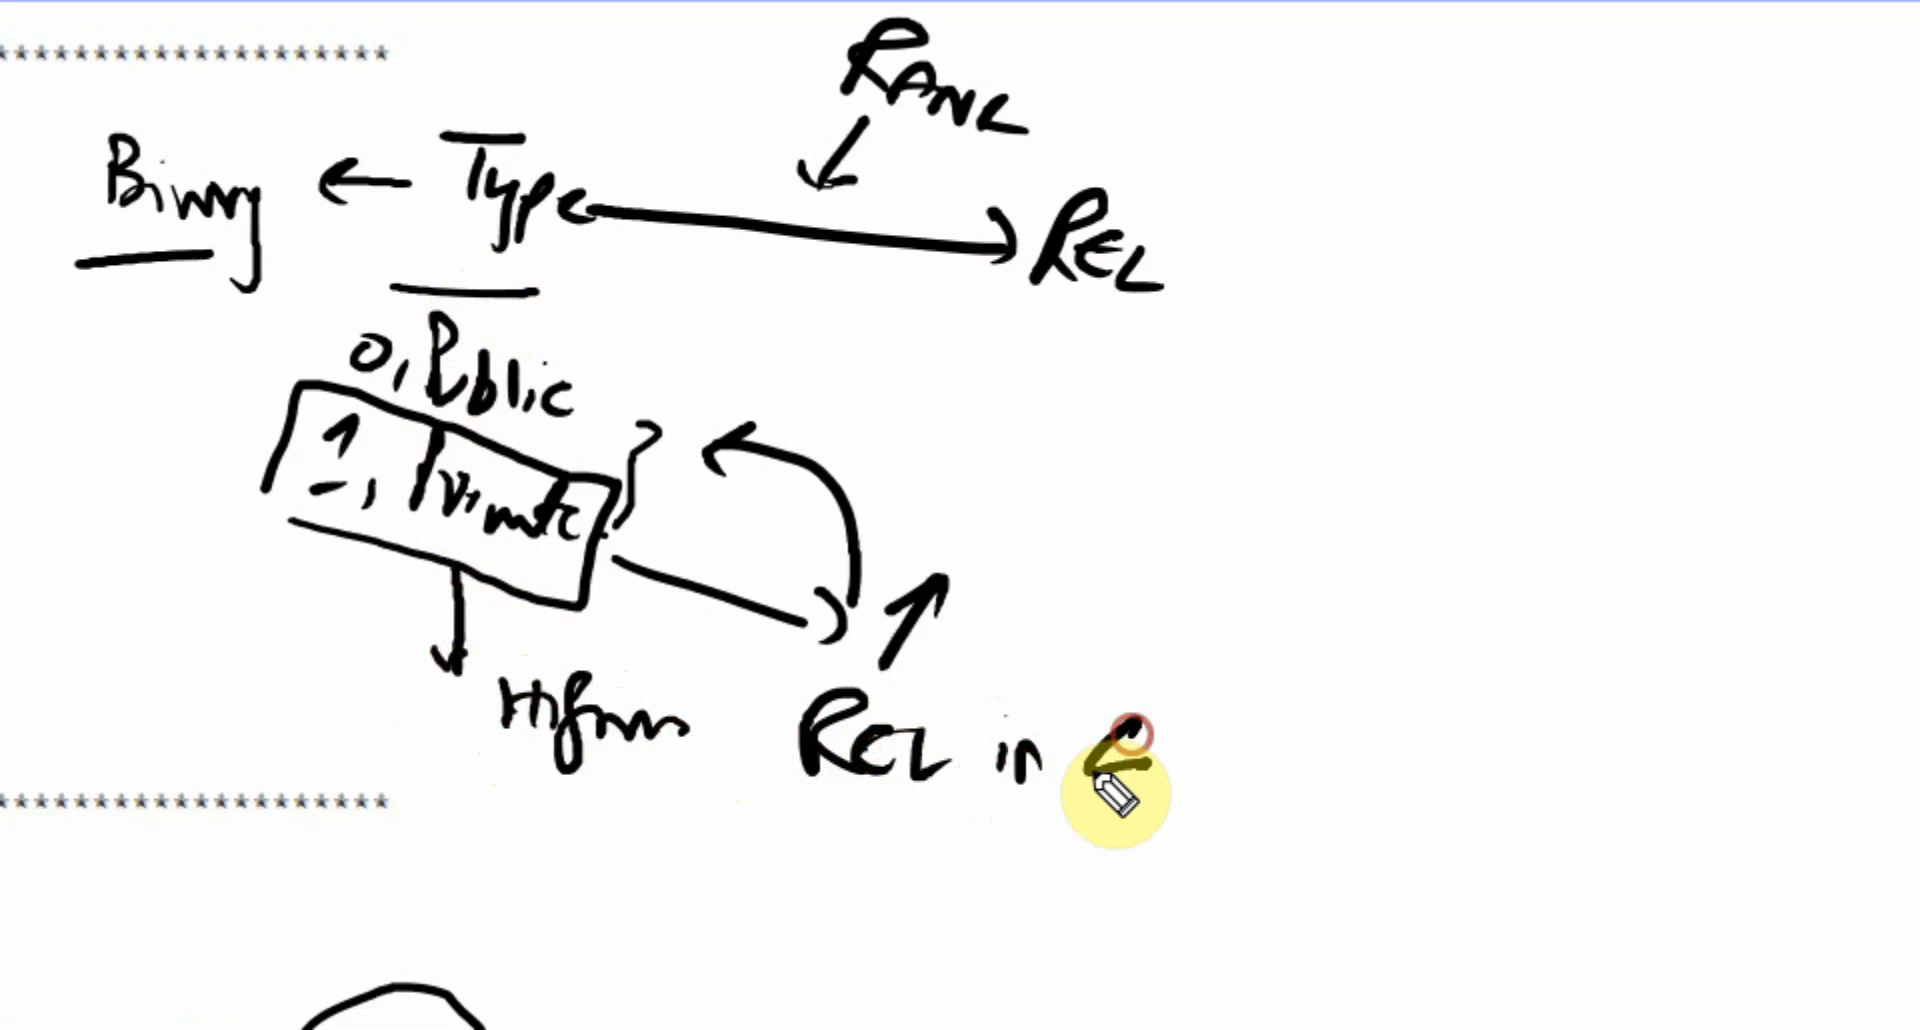 ********************
RANK
Binary ← Type → REL
0, Public
1, Private
REL in
********************